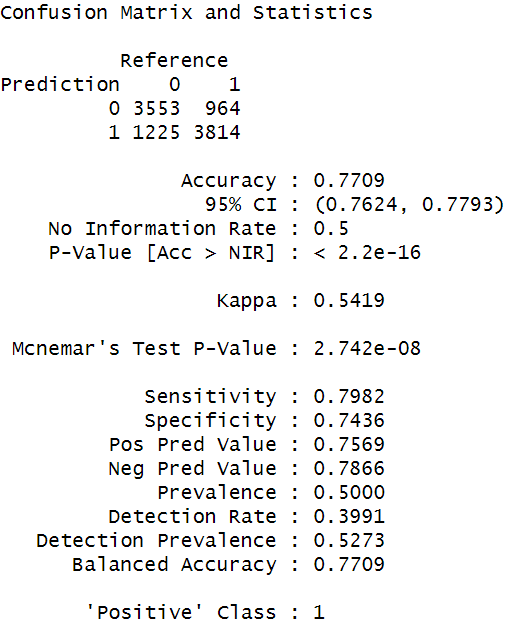 Confusion Matrix and Statistics
Reference
Prediction 0 1
0 3553 964
1 1225 3814
Accuracy : 0.7709
95% CI : (0.7624, 0.7793)
No Information Rate : 0.5
P-Value [Acc > NIR] : < 2.2e-16
Kappa : 0.5419
Mcnemar's Test P-Value : 2.742e-08
Sensitivity : 0.7982
Specificity : 0.7436
Pos Pred Value : 0.7569
Neg Pred Value : 0.7866
Prevalence : 0.5000
Detection Rate : 0.3991
Detection Prevalence : 0.5273
Balanced Accuracy : 0.7709
'Positive' Class : 1